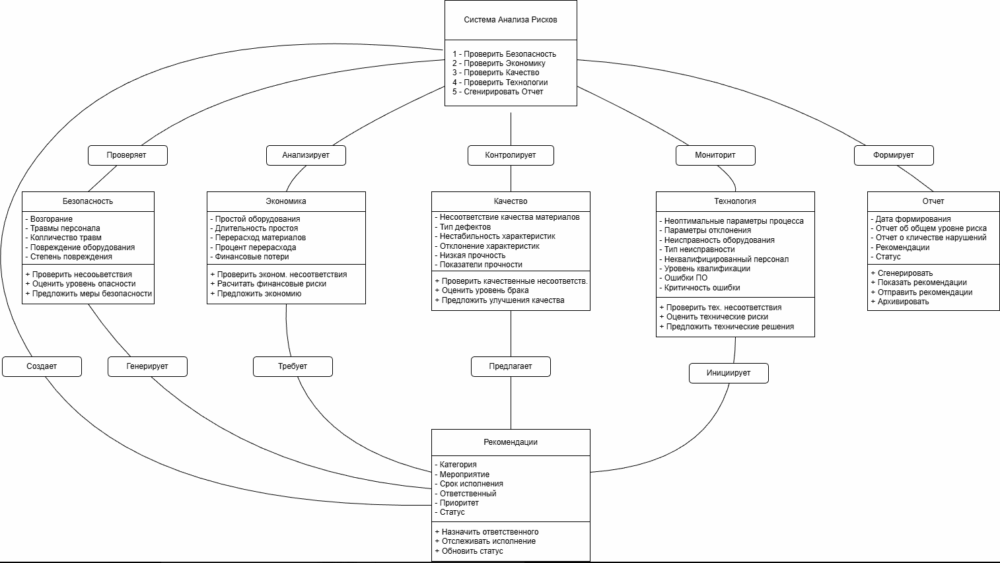 Система Анализа Рисков
1 - Проверить Безопасность
2 - Проверить Экономику
3 - Проверить Качество
4 - Проверить Технологии
5 - Сгенирировать Отчет
Проверяет
Анализирует
Контролирует
Мониторит
Формирует
Безопасность
- Возгорание
- Травмы персонала
- Колличество травм
- Повреждение оборудования
- Степень повреждения
+ Проверить несооьветствия
+ Оценить уровень опасности
+ Предложить меры безопасности
Экономика
- Простой оборудования
- Длительность простоя
- Перерасход материалов
- Процент перерасхода
- Финансовые потери
+ Проверить эконом. несоответствия
+ Расчитать финансовые риски
+ Предложить экономию
Качество
- Несоответствие качества материалов
- Тип дефектов
- Нестабильность характеристик
- Отклонение характеристик
- Низкая прочность
- Показатели прочности
+ Проверить качественные несоответств.
+ Оценить уровень брака
+ Предложить улучшения качества
Технология
- Неоптимальные параметры процесса
- Параметры отклонения
- Неисправность оборудования
- Тип неисправности
- Неквалифицированный персонал
- Уровень квалификации
- Ошибки ПО
- Критичность ошибки
+ Проверить тех. несоответствия
+ Оценить технические риски
+ Предложить технические решения
Отчет
- Дата формирования
- Отчет об общем уровне риска
- Отчет о кличестве нарушений
- Рекомендации
- Статус
+ Сгенерировать
+ Показать рекомендации
+ Отправить рекомендации
+ Архивировать
Создает
Генерирует
Требует
Предлагает
Инициирует
Рекомендации
- Категория
- Мероприятие
- Срок исполнения
- Ответственный
- Приоритет
- Статус
+ Назначить ответственного
+ Отслеживать исполнение
+ Обновить статус